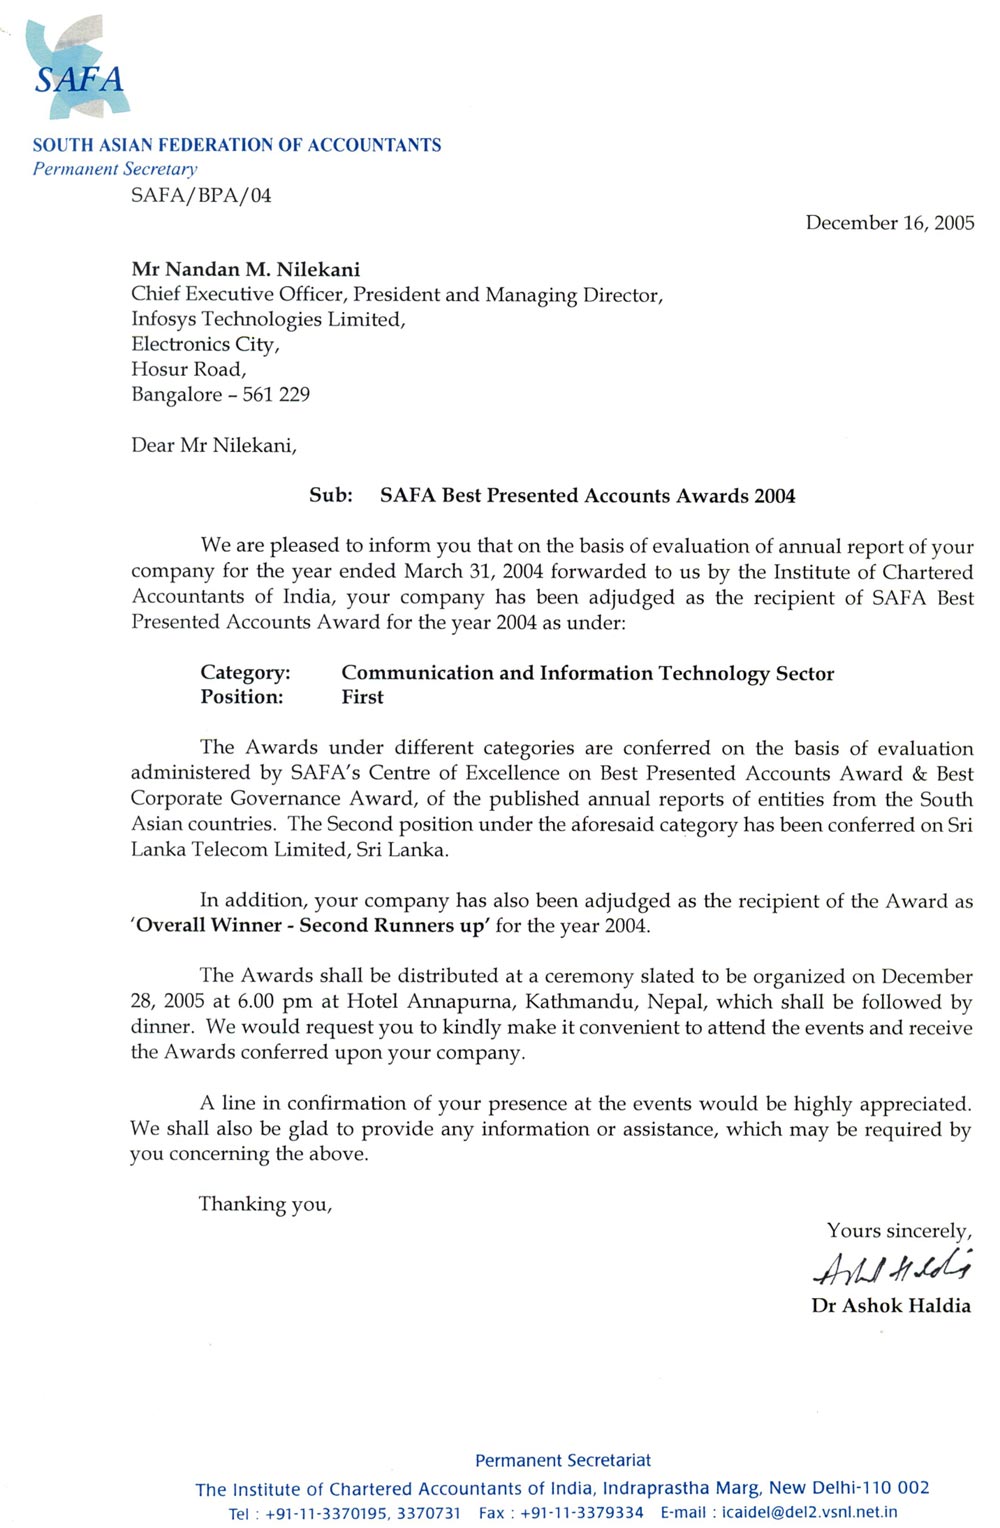 SAFA
SOUTH ASIAN FEDERATION OF ACCOUNTANTS
Permanent Secretary
SAFA/BPA/04
December 16, 2005
Mr Nandan M. Nilekani
Chief Executive Officer, President and Managing Director,
Infosys Technologies Limited,
Electronics City,
Hosur Road,
Bangalore – 561 229
Dear Mr Nilekani,
Sub: SAFA Best Presented Accounts Awards 2004
We are pleased to inform you that on the basis of evaluation of annual report of your
company for the year ended March 31, 2004 forwarded to us by the Institute of Chartered
Accountants of India, your company has been adjudged as the recipient of SAFA Best
Presented Accounts Award for the year 2004 as under:
Category: Communication and Information Technology Sector
Position: First
The Awards under different categories are conferred on the basis of evaluation
administered by SAFA's Centre of Excellence on Best Presented Accounts Award & Best
Corporate Governance Award, of the published annual reports of entities from the South
Asian countries. The Second position under the aforesaid category has been conferred on Sri
Lanka Telecom Limited, Sri Lanka.
In addition, your company has also been adjudged as the recipient of the Award as
'Overall Winner - Second Runners up' for the year 2004.
The Awards shall be distributed at a ceremony slated to be organized on December
28, 2005 at 6.00 pm at Hotel Annapurna, Kathmandu, Nepal, which shall be followed by
dinner. We would request you to kindly make it convenient to attend the events and receive
the Awards conferred upon your company.
A line in confirmation of your presence at the events would be highly appreciated.
We shall also be glad to provide any information or assistance, which may be required by
you concerning the above.
Thanking you,
Yours sincerely,
Ashok Haldia
Dr Ashok Haldia
Permanent Secretariat
The Institute of Chartered Accountants of India, Indraprastha Marg, New Delhi-110 002
Tel : +91-11-3370195, 3370731 Fax : +91-11-3379334 E-mail : icaidel@del2.vsnl.net.in